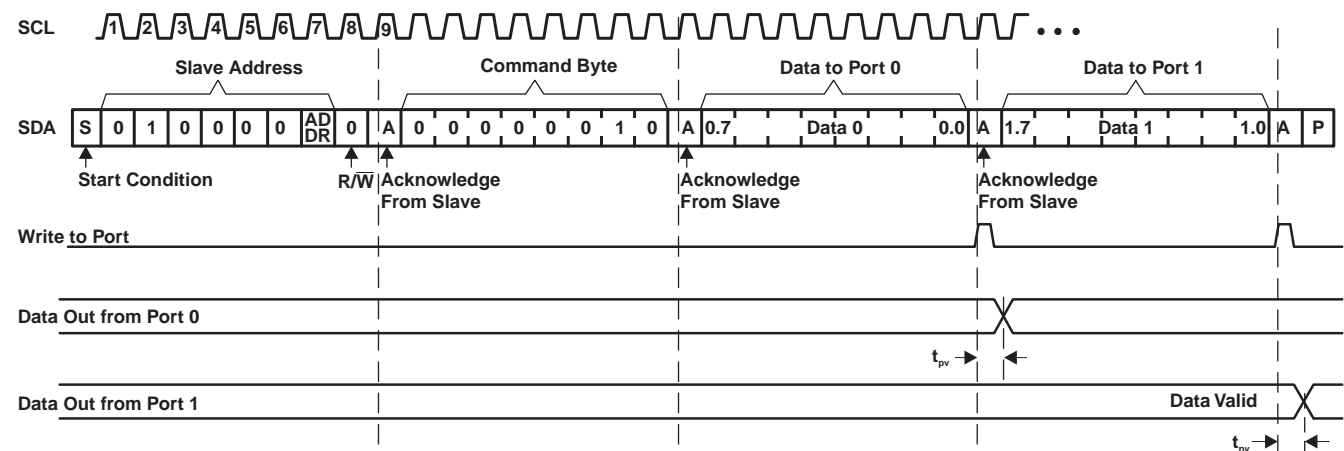 SCL 1 2 3 4 5 6 7 8 9 • • •
Slave Address Command Byte Data to Port 0 Data to Port 1
SDA S 0 1 0 0 0 0 AD DR 0 A 0 0 0 0 0 0 1 0 A 0.7 Data 0 0.0 A 1.7 Data 1 1.0 A P
Start Condition R/W̅ Acknowledge From Slave Acknowledge From Slave Acknowledge From Slave
Write to Port
Data Out from Port 0
tpv
Data Out from Port 1 Data Valid
tpv